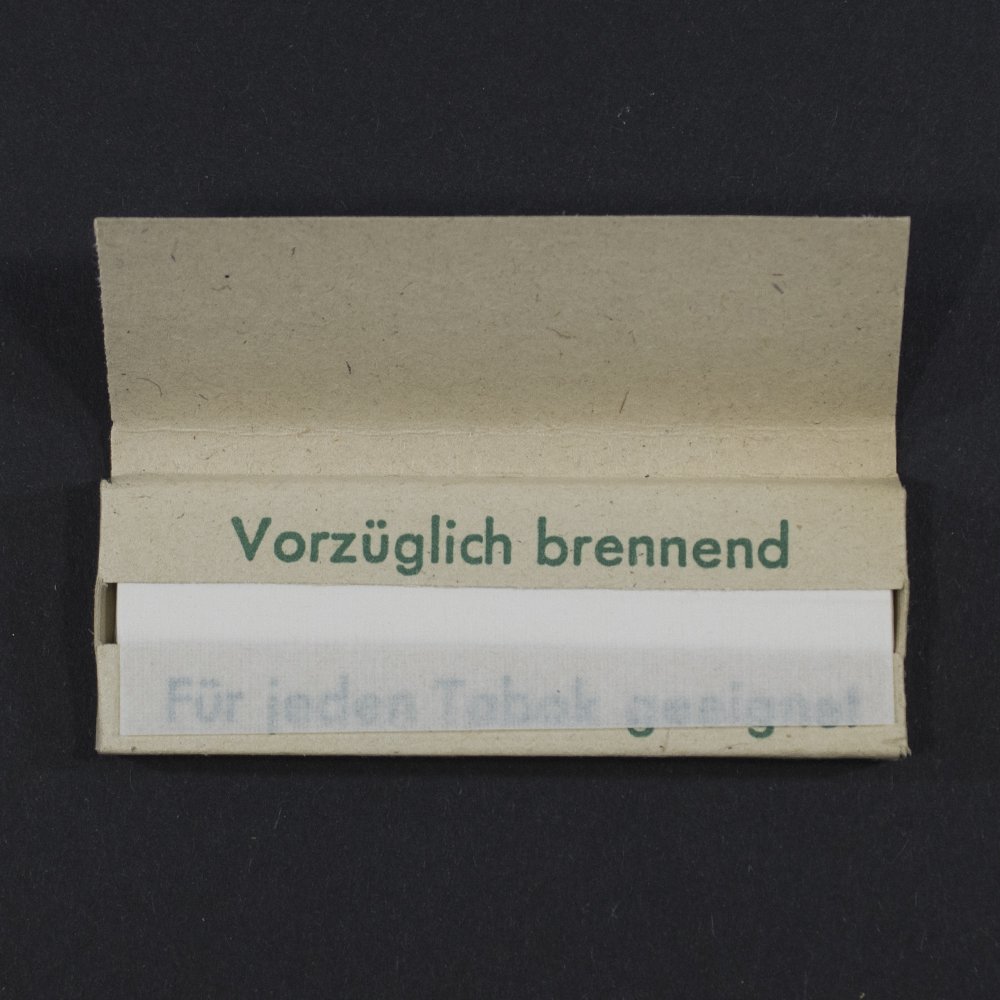 Vorzüglich brennend
Für jeden Tabak geeignet